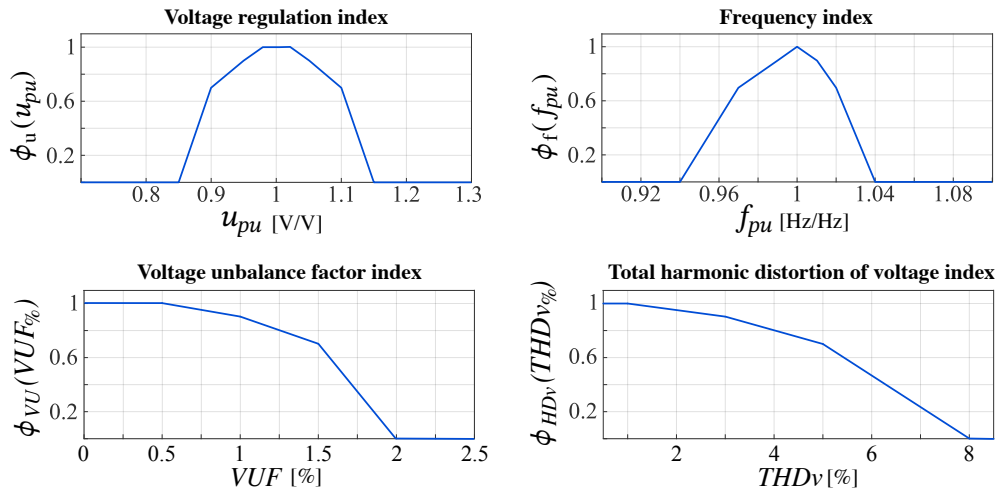 Voltage regulation index
1
0.6
0.2
ϕu(upu)
0.8 0.9 1 1.1 1.2 1.3
upu [V/V]
Frequency index
1
0.6
0.2
ϕf(fpu)
0.92 0.96 1 1.04 1.08
fpu [Hz/Hz]
Voltage unbalance factor index
1
0.6
0.2
ϕVU(VUF%)
0 0.5 1 1.5 2 2.5
VUF [%]
Total harmonic distortion of voltage index
1
0.6
0.2
ϕHDv(THDv%)
2 4 6 8
THDv [%]